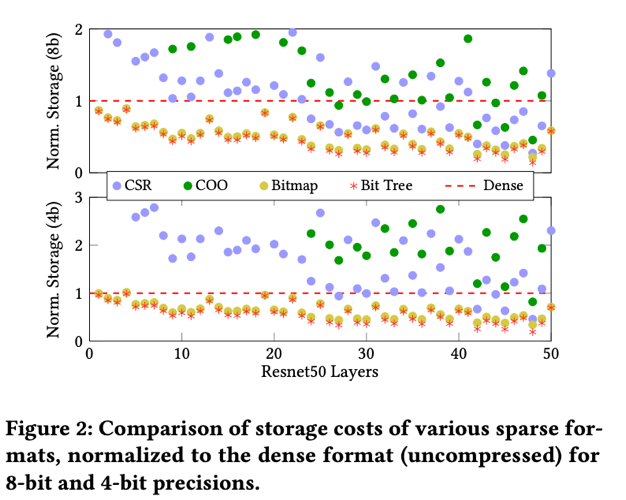 2
Norm. Storage (8b)
1
0
CSR COO Bitmap Bit Tree Dense
3
Norm. Storage (4b)
2
1
0
0 10 20 30 40 50
Resnet50 Layers
Figure 2: Comparison of storage costs of various sparse for-
mats, normalized to the dense format (uncompressed) for
8-bit and 4-bit precisions.